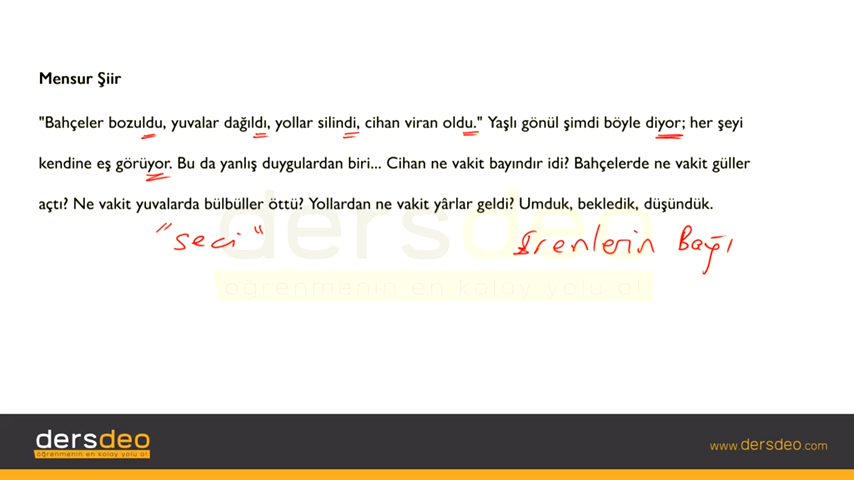 Mensur Şiir
"Bahçeler bozuldu, yuvalar dağıldı, yollar silindi, cihan viran oldu." Yaşlı gönül şimdi böyle diyor; her şeyi
kendine eş görüyor. Bu da yanlış duygulardan biri... Cihan ne vakit bayındır idi? Bahçelerde ne vakit güller
açtı? Ne vakit yuvalarda bülbüller öttü? Yollardan ne vakit yârlar geldi? Umduk, bekledik, düşündük.
"seci" Erenlerin Bağı
dersdeo
öğrenmenin en kolay yolu al
dersdeo
öğrenmenin en kolay yolu al
www.dersdeo.com